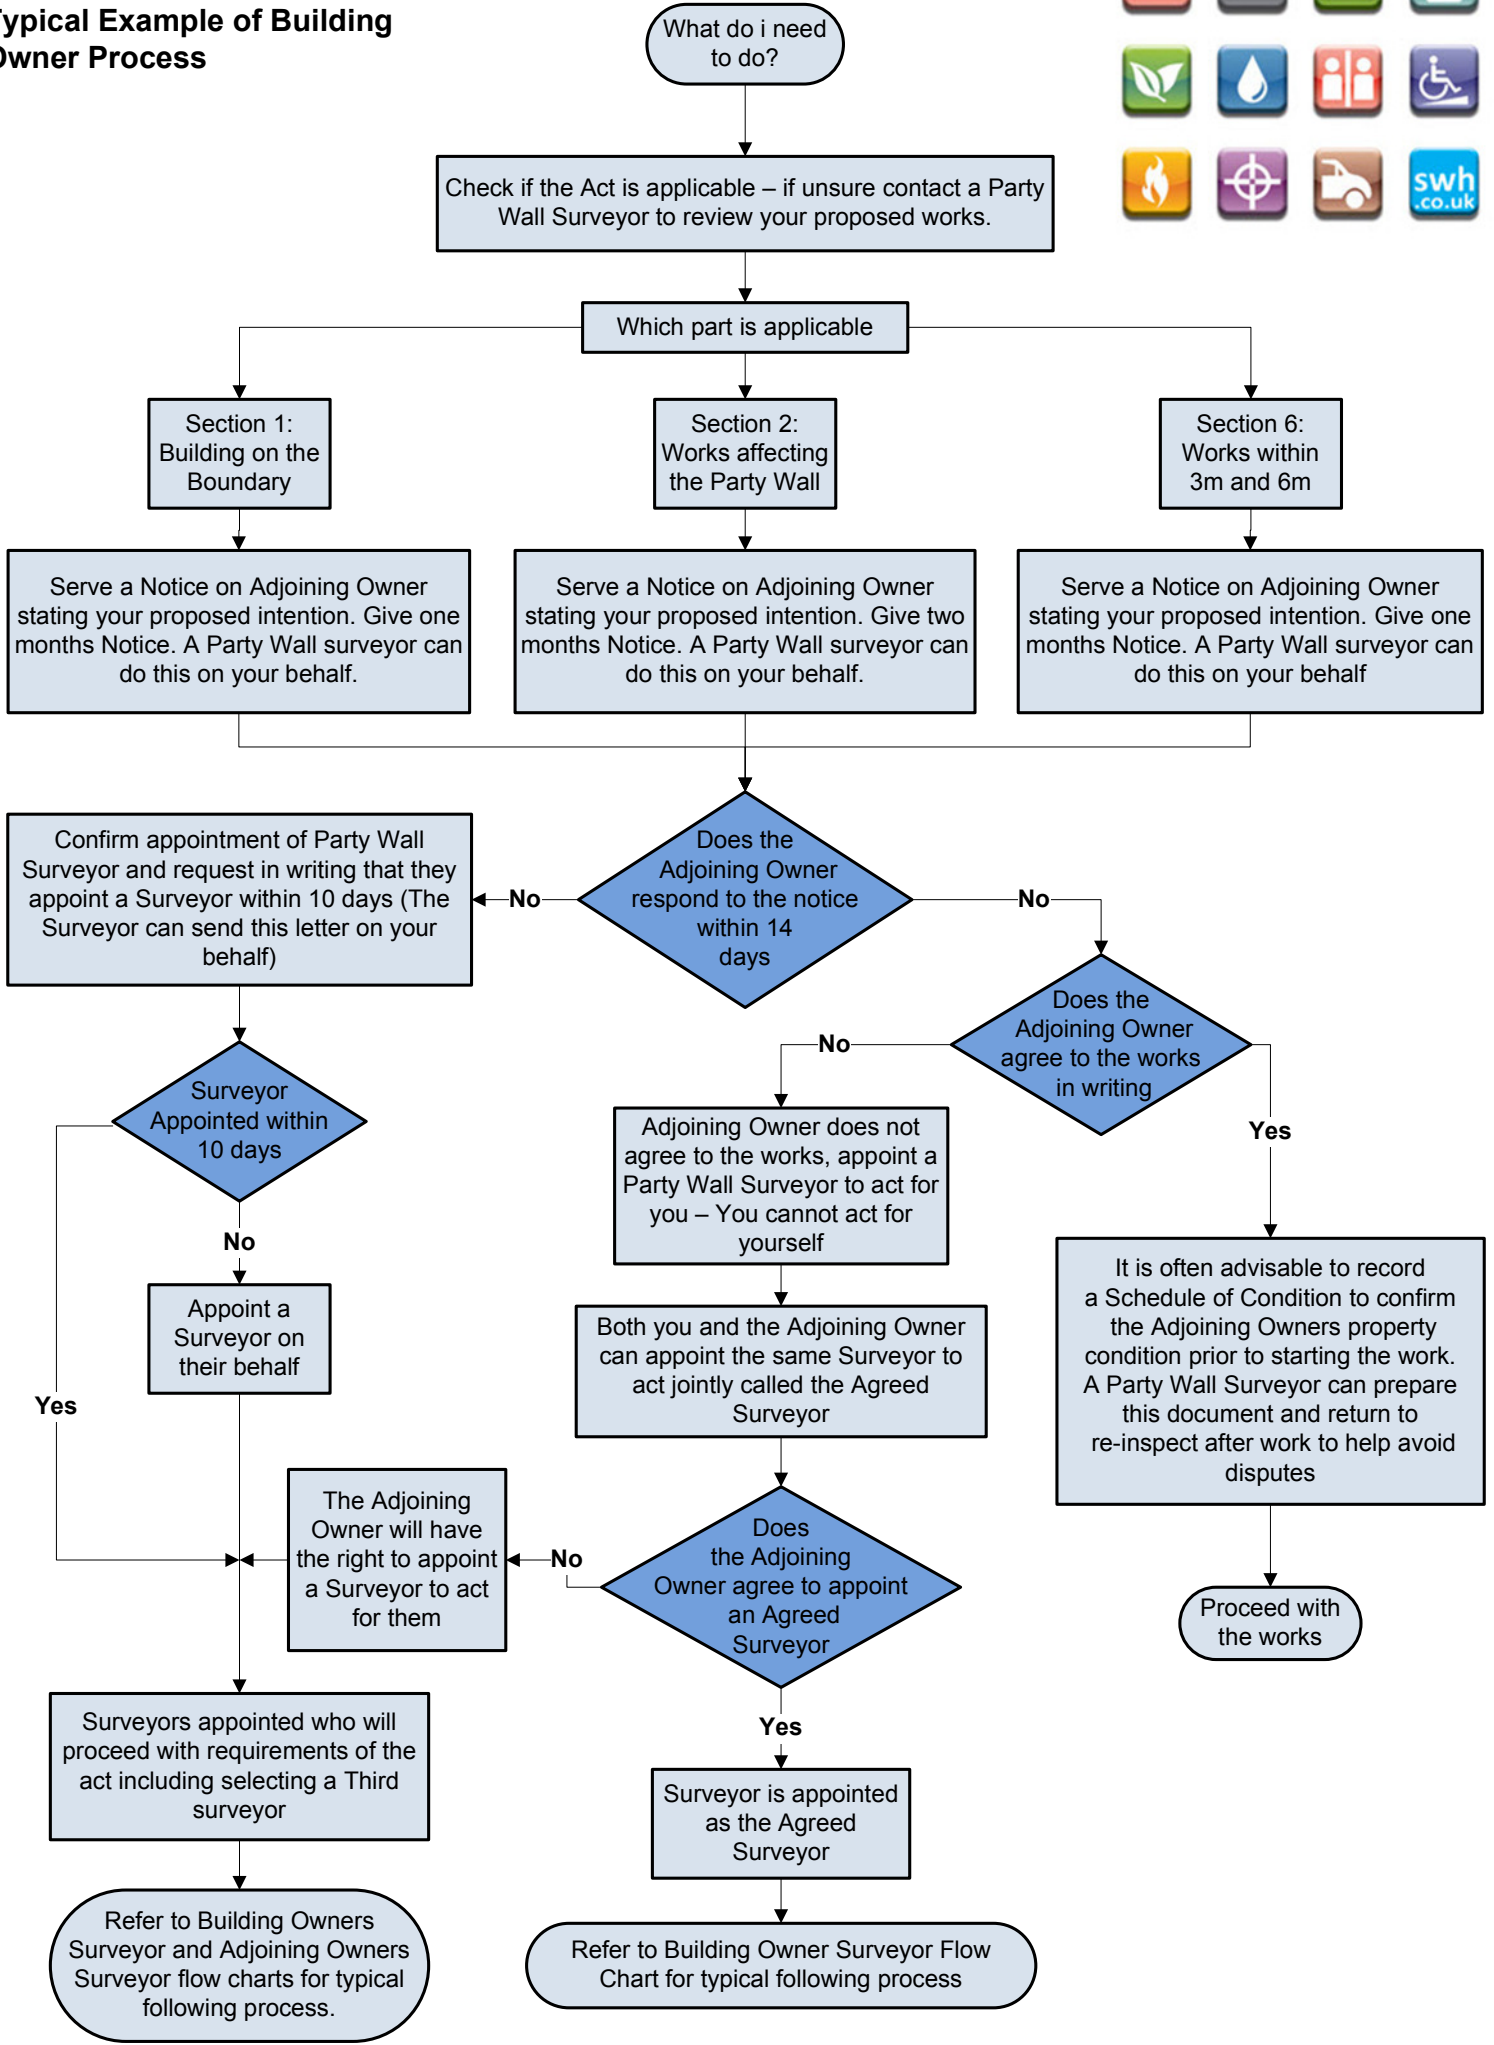 Typical Example of Building
Owner Process
What do i need
to do?
swh
.co.uk
Check if the Act is applicable – if unsure contact a Party
Wall Surveyor to review your proposed works.
Which part is applicable
Section 1:
Building on the
Boundary
Section 2:
Works affecting
the Party Wall
Section 6:
Works within
3m and 6m
Serve a Notice on Adjoining Owner
stating your proposed intention. Give one
months Notice. A Party Wall surveyor can
do this on your behalf.
Serve a Notice on Adjoining Owner
stating your proposed intention. Give two
months Notice. A Party Wall surveyor can
do this on your behalf.
Serve a Notice on Adjoining Owner
stating your proposed intention. Give one
months Notice. A Party Wall surveyor can
do this on your behalf
Does the
Adjoining Owner
respond to the notice
within 14
days
No
No
Confirm appointment of Party Wall
Surveyor and request in writing that they
appoint a Surveyor within 10 days (The
Surveyor can send this letter on your
behalf)
Does the
Adjoining Owner
agree to the works
in writing
No
Yes
Surveyor
Appointed within
10 days
No
Yes
Adjoining Owner does not
agree to the works, appoint a
Party Wall Surveyor to act for
you – You cannot act for
yourself
It is often advisable to record
a Schedule of Condition to confirm
the Adjoining Owners property
condition prior to starting the work.
A Party Wall Surveyor can prepare
this document and return to
re-inspect after work to help avoid
disputes
Appoint a
Surveyor on
their behalf
Both you and the Adjoining Owner
can appoint the same Surveyor to
act jointly called the Agreed
Surveyor
The Adjoining
Owner will have
the right to appoint
a Surveyor to act
for them
No
Does
the Adjoining
Owner agree to appoint
an Agreed
Surveyor
Yes
Proceed with
the works
Surveyors appointed who will
proceed with requirements of the
act including selecting a Third
surveyor
Surveyor is appointed
as the Agreed
Surveyor
Refer to Building Owners
Surveyor and Adjoining Owners
Surveyor flow charts for typical
following process.
Refer to Building Owner Surveyor Flow
Chart for typical following process